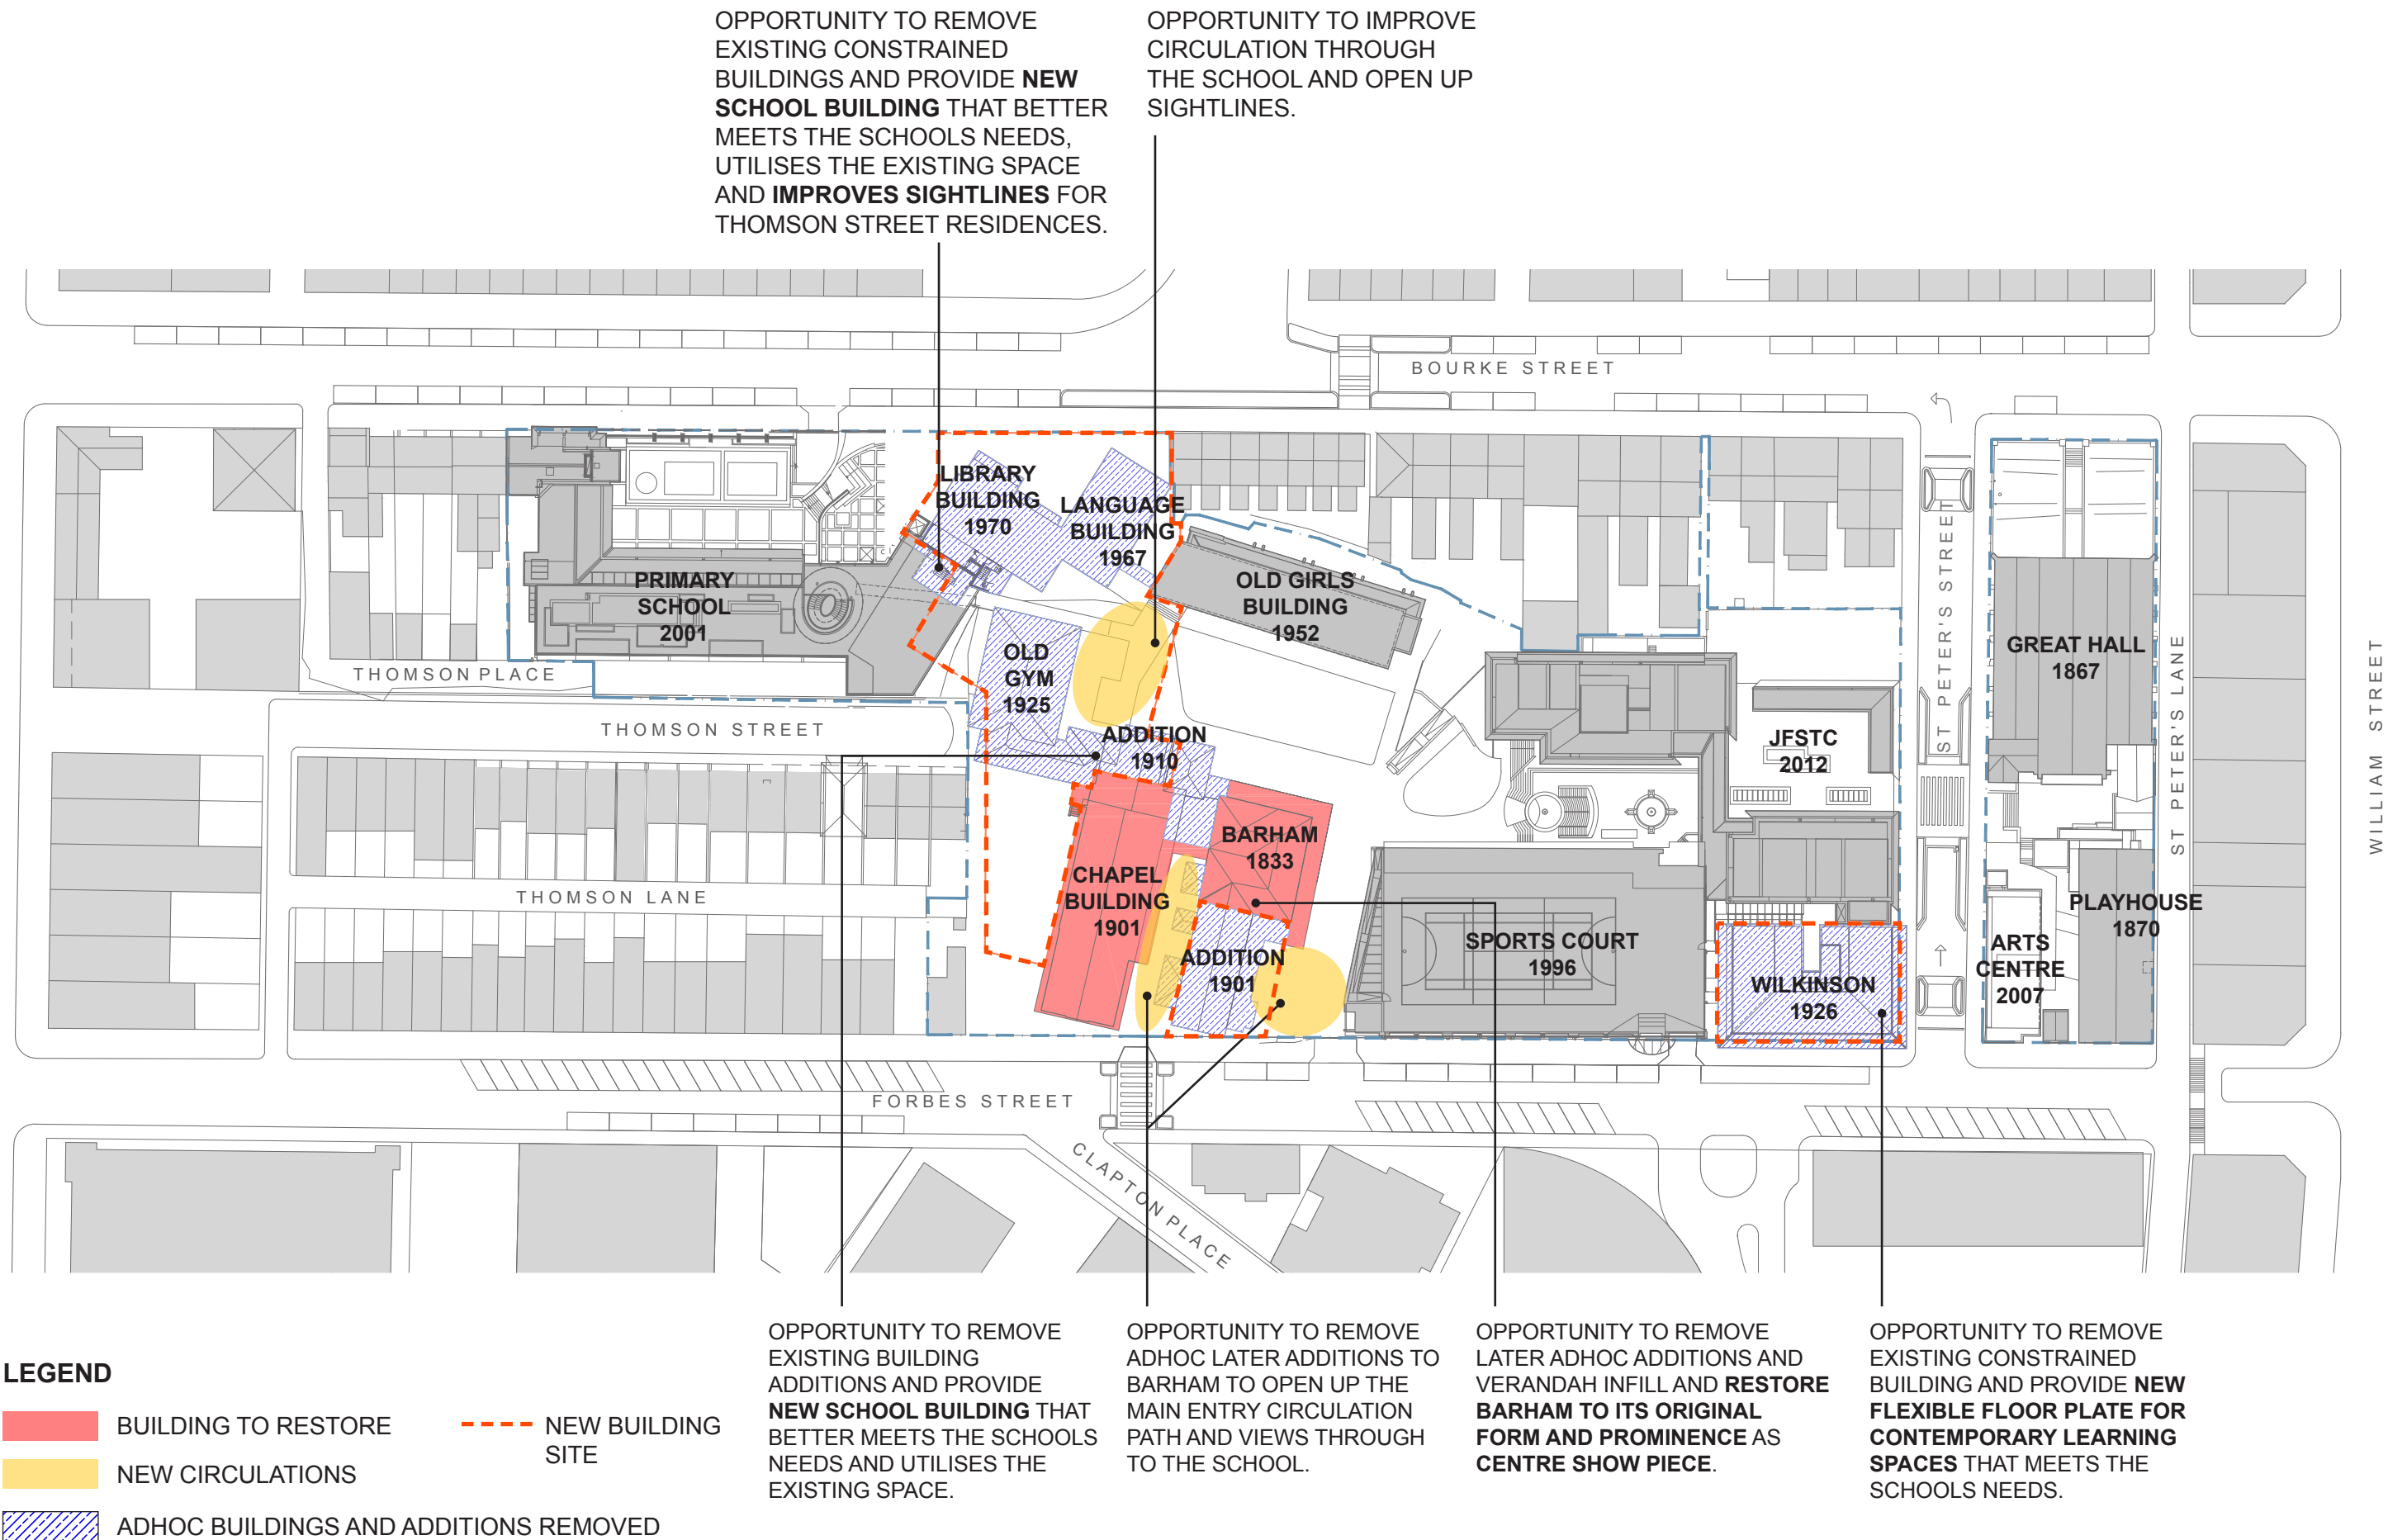 OPPORTUNITY TO REMOVE
EXISTING CONSTRAINED
BUILDINGS AND PROVIDE NEW
SCHOOL BUILDING THAT BETTER
MEETS THE SCHOOLS NEEDS,
UTILISES THE EXISTING SPACE
AND IMPROVES SIGHTLINES FOR
THOMSON STREET RESIDENCES.
OPPORTUNITY TO IMPROVE
CIRCULATION THROUGH
THE SCHOOL AND OPEN UP
SIGHTLINES.
BOURKE STREET
LIBRARY
BUILDING
1970
LANGUAGE
BUILDING
1967
PRIMARY
SCHOOL
2001
OLD GIRLS
BUILDING
1952
OLD
GYM
1925
THOMSON PLACE
THOMSON STREET
ADDITION
1910
JFSTC
2012
ST PETER'S STREET
GREAT HALL
1867
ST PETER'S LANE
WILLIAM STREET
BARHAM
1833
CHAPEL
BUILDING
1901
THOMSON LANE
ADDITION
1901
SPORTS COURT
1996
WILKINSON
1926
ARTS
CENTRE
2007
PLAYHOUSE
1870
FORBES STREET
CLAPTON PLACE
OPPORTUNITY TO REMOVE
EXISTING BUILDING
ADDITIONS AND PROVIDE
NEW SCHOOL BUILDING THAT
BETTER MEETS THE SCHOOLS
NEEDS AND UTILISES THE
EXISTING SPACE.
OPPORTUNITY TO REMOVE
ADHOC LATER ADDITIONS TO
BARHAM TO OPEN UP THE
MAIN ENTRY CIRCULATION
PATH AND VIEWS THROUGH
TO THE SCHOOL.
OPPORTUNITY TO REMOVE
LATER ADHOC ADDITIONS AND
VERANDAH INFILL AND RESTORE
BARHAM TO ITS ORIGINAL
FORM AND PROMINENCE AS
CENTRE SHOW PIECE.
OPPORTUNITY TO REMOVE
EXISTING CONSTRAINED
BUILDING AND PROVIDE NEW
FLEXIBLE FLOOR PLATE FOR
CONTEMPORARY LEARNING
SPACES THAT MEETS THE
SCHOOLS NEEDS.
LEGEND
BUILDING TO RESTORE
NEW CIRCULATIONS
ADHOC BUILDINGS AND ADDITIONS REMOVED
NEW BUILDING
SITE